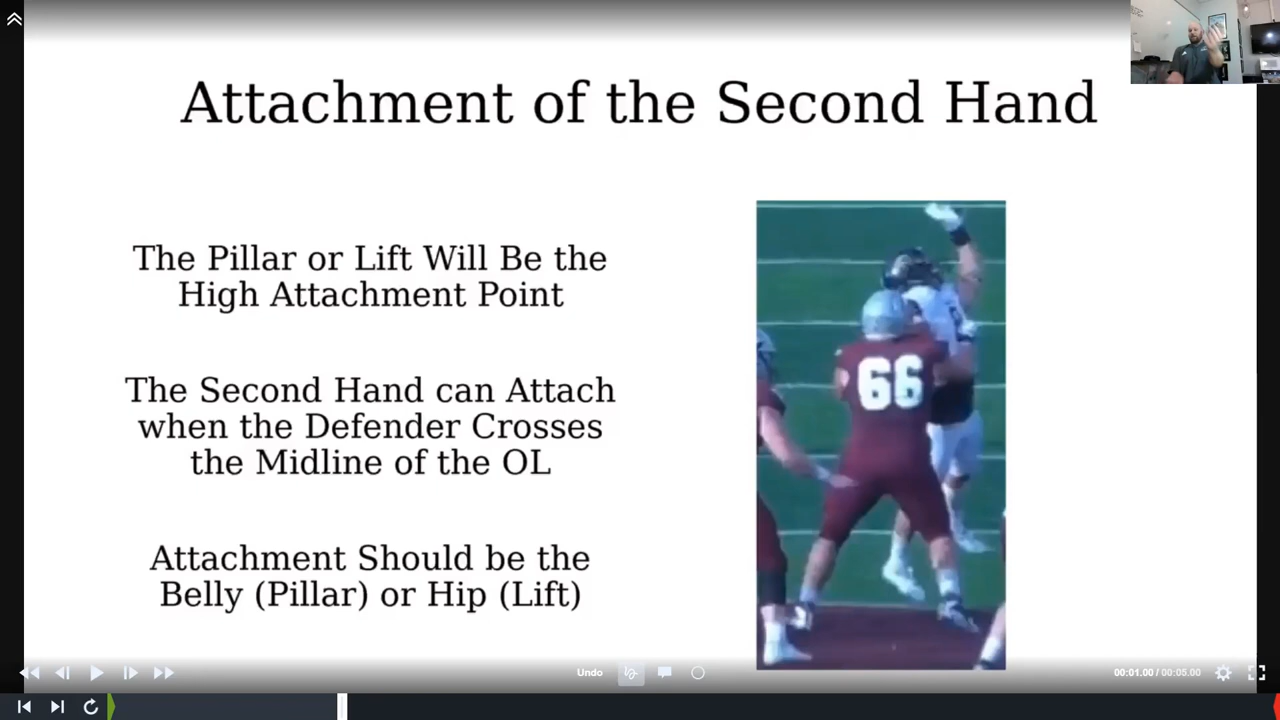 Attachment of the Second Hand
The Pillar or Lift Will Be the
High Attachment Point
The Second Hand can Attach
when the Defender Crosses
the Midline of the OL
Attachment Should be the
Belly (Pillar) or Hip (Lift)
66
Undo
00:01.00 / 00:05.00